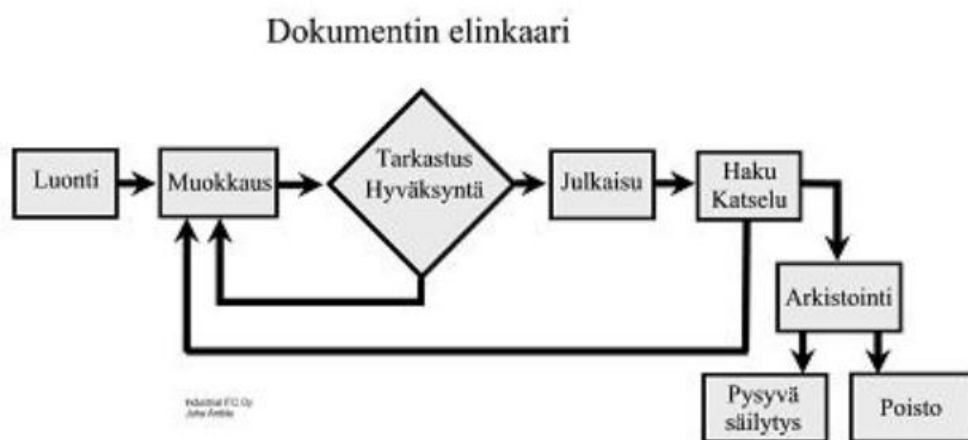 Dokumentin elinkaari
Luonti
Muokkaus
Tarkastus
Hyväksyntä
Julkaisu
Haku
Katselu
Arkistointi
Pysyvä
säilytys
Poisto